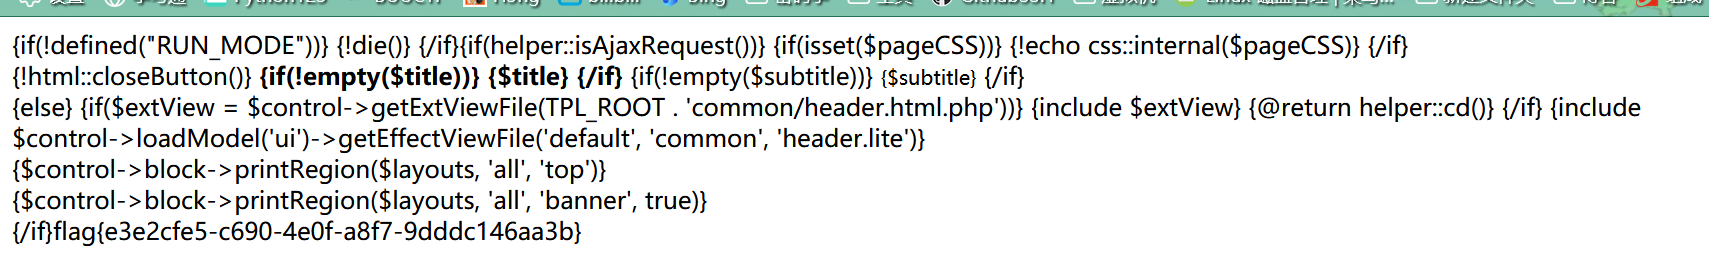 {if(!defined("RUN_MODE"))} {!die()} {/if}{if(helper::isAjaxRequest())} {if(isset($pageCSS))} {!echo css::internal($pageCSS)} {/if}
{!html::closeButton()} {if(!empty($title))} {$title} {/if} {if(!empty($subtitle))} {$subtitle} {/if}
{else} {if($extView = $control->getExtViewFile(TPL_ROOT . 'common/header.html.php'))} {include $extView} {@return helper::cd()} {/if} {include
$control->loadModel('ui')->getEffectViewFile('default', 'common', 'header.lite')}
{$control->block->printRegion($layouts, 'all', 'top')}
{$control->block->printRegion($layouts, 'all', 'banner', true)}
{/if}flag{e3e2cfe5-c690-4e0f-a8f7-9dddc146aa3b}